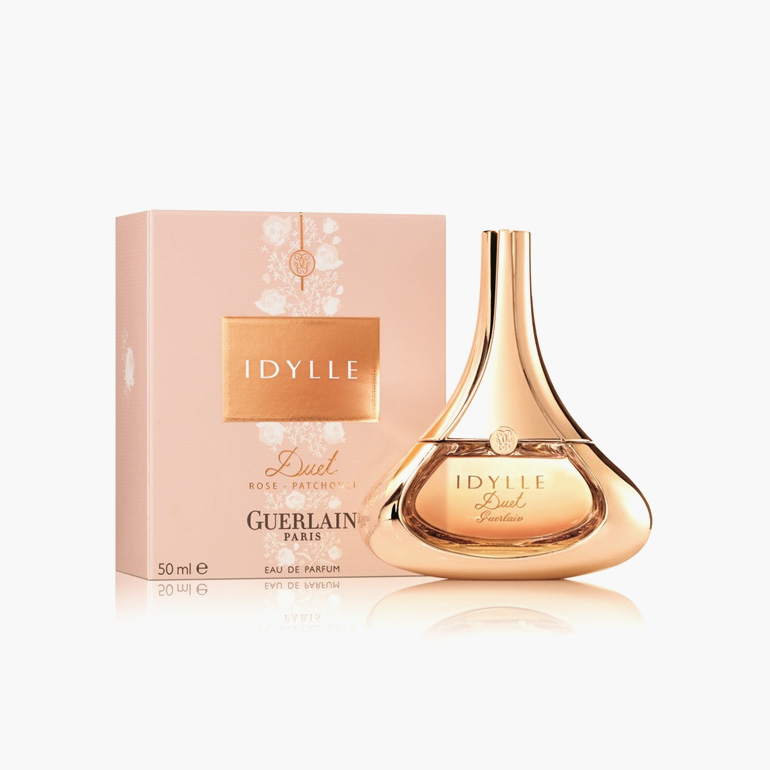 IDYLLE
Duet
ROSE - PATCHOULI
GUERLAIN
PARIS
50 ml e
EAU DE PARFUM
IDYLLE
Duet
Guerlain